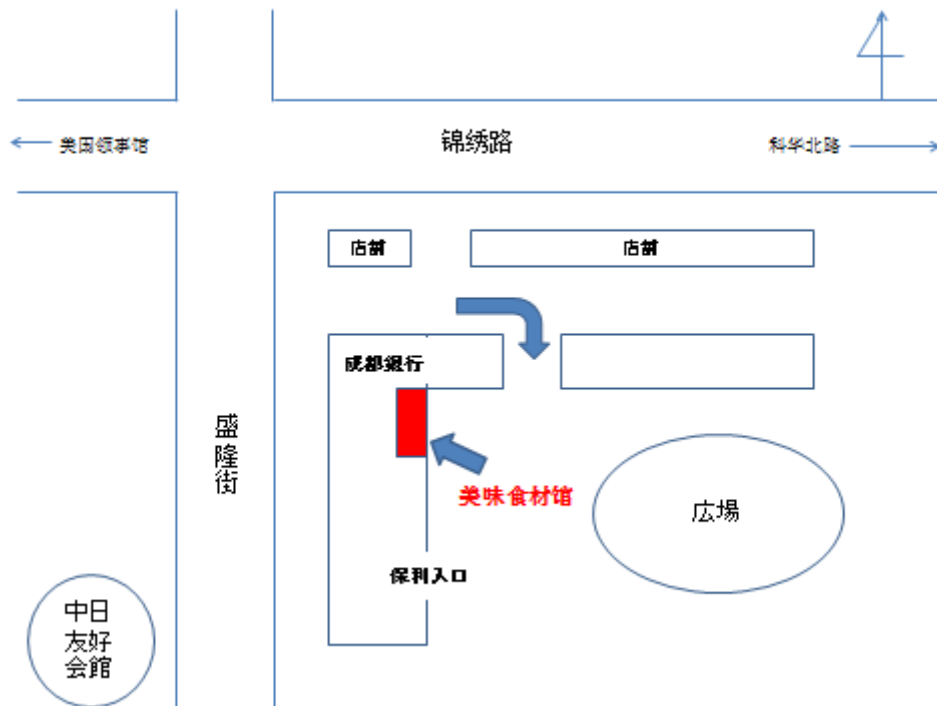 美国领事馆
锦绣路
科华北路
店舗
店舗
成都銀行
盛隆街
美味食材馆
広場
保利入口
中日
友好
会館